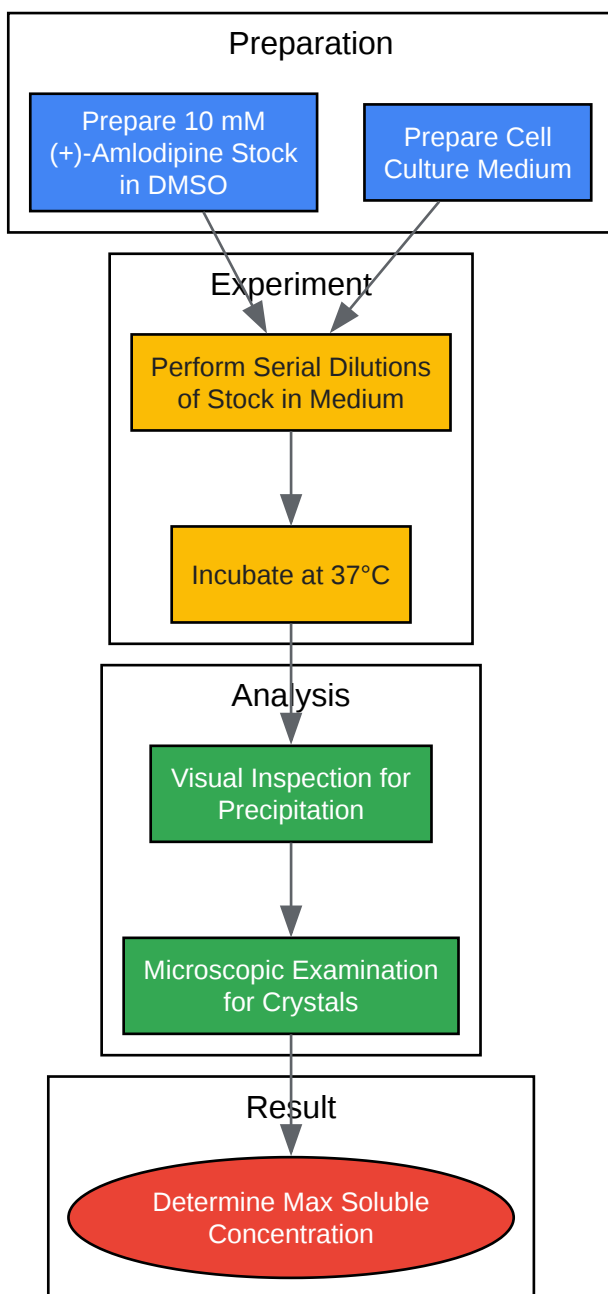 Preparation
Prepare 10 mM
(+)-Amlodipine Stock
in DMSO
Prepare Cell
Culture Medium
Experiment
Perform Serial Dilutions
of Stock in Medium
Incubate at 37°C
Analysis
Visual Inspection for
Precipitation
Microscopic Examination
for Crystals
Result
Determine Max Soluble
Concentration